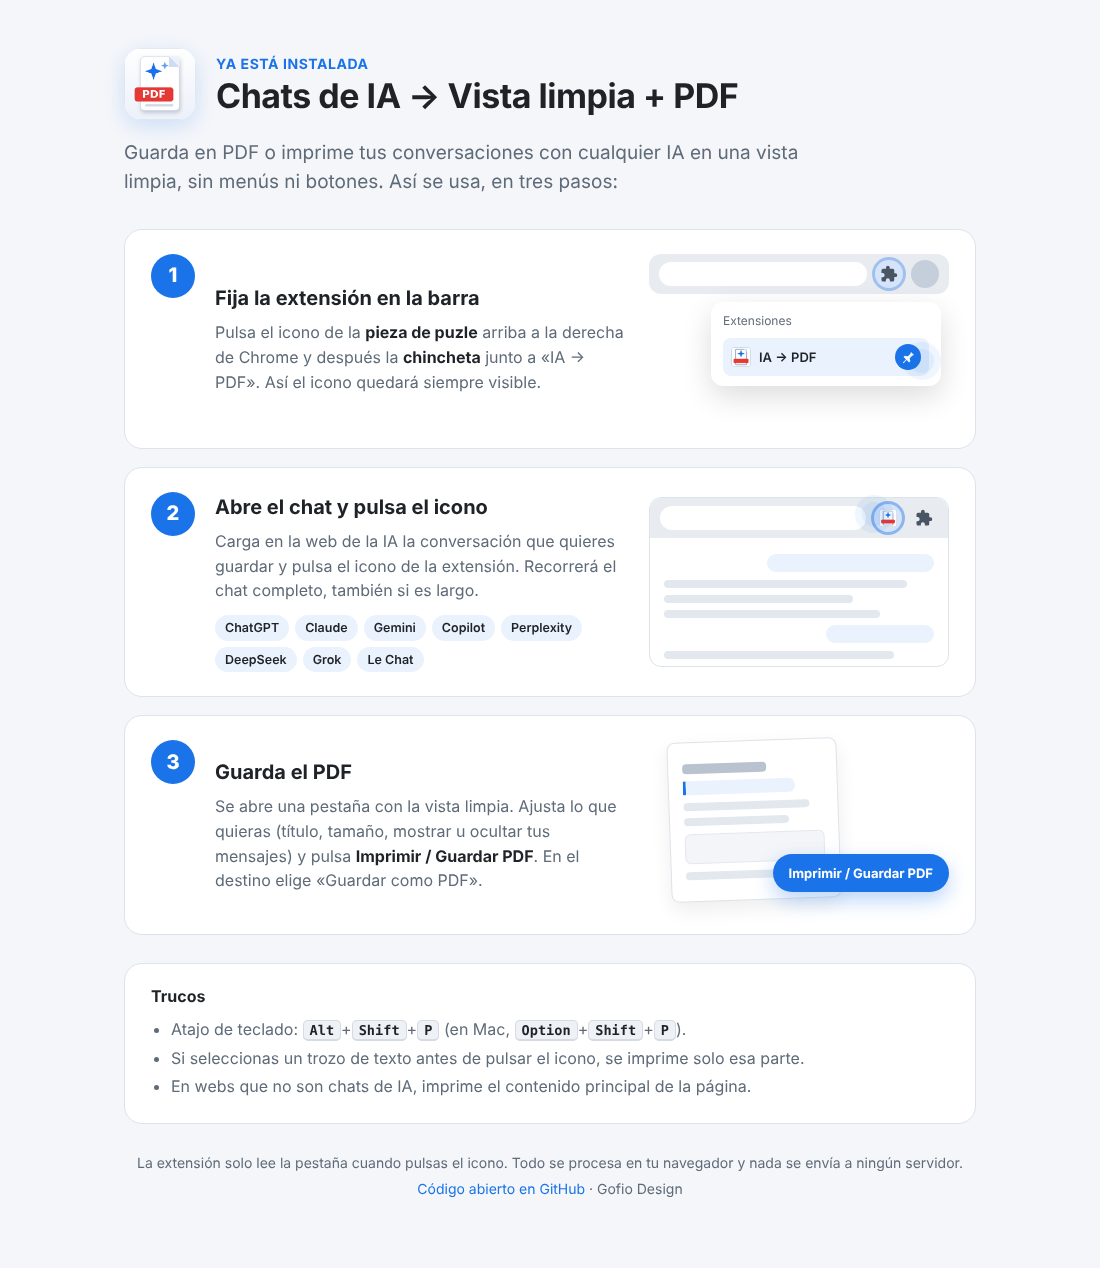 PDF
YA ESTÁ INSTALADA
Chats de IA → Vista limpia + PDF
Guarda en PDF o imprime tus conversaciones con cualquier IA en una vista
limpia, sin menús ni botones. Así se usa, en tres pasos:
1
Fija la extensión en la barra
Pulsa el icono de la pieza de puzle arriba a la derecha
de Chrome y después la chincheta junto a «IA →
PDF». Así el icono quedará siempre visible.
Extensiones
IA → PDF
2
Abre el chat y pulsa el icono
Carga en la web de la IA la conversación que quieres
guardar y pulsa el icono de la extensión. Recorrerá el
chat completo, también si es largo.
ChatGPT Claude Gemini Copilot Perplexity
DeepSeek Grok Le Chat
3
Guarda el PDF
Se abre una pestaña con la vista limpia. Ajusta lo que
quieras (título, tamaño, mostrar u ocultar tus
mensajes) y pulsa Imprimir / Guardar PDF. En el
destino elige «Guardar como PDF».
Imprimir / Guardar PDF
Trucos
• Atajo de teclado: Alt+Shift+P (en Mac, Option+Shift+P).
• Si seleccionas un trozo de texto antes de pulsar el icono, se imprime solo esa parte.
• En webs que no son chats de IA, imprime el contenido principal de la página.
La extensión solo lee la pestaña cuando pulsas el icono. Todo se procesa en tu navegador y nada se envía a ningún servidor.
Código abierto en GitHub · Gofio Design